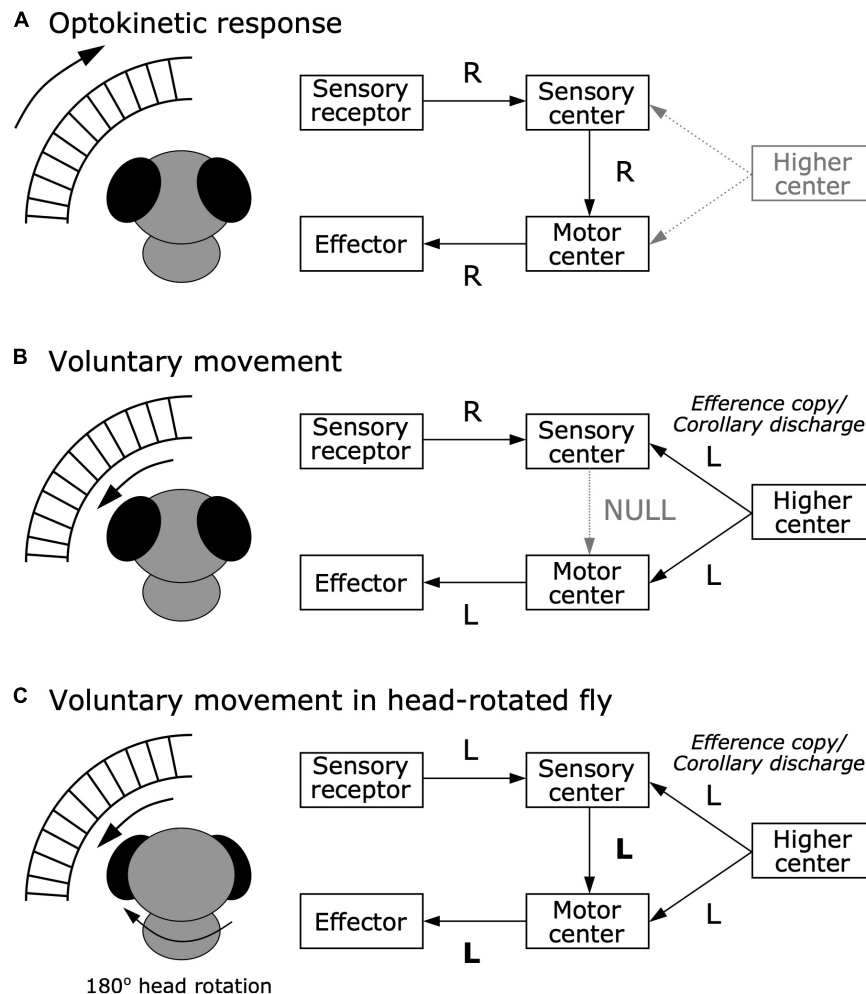 A Optokinetic response
Sensory
receptor
R
Sensory
center
R
Higher
center
Effector
R
Motor
center
B Voluntary movement
Efference copy/
Corollary discharge
Sensory
receptor
R
Sensory
center
L
NULL
Higher
center
Effector
L
Motor
center
L
C Voluntary movement in head-rotated fly
Efference copy/
Corollary discharge
Sensory
receptor
L
Sensory
center
L
L
Higher
center
Effector
L
Motor
center
L
180° head rotation